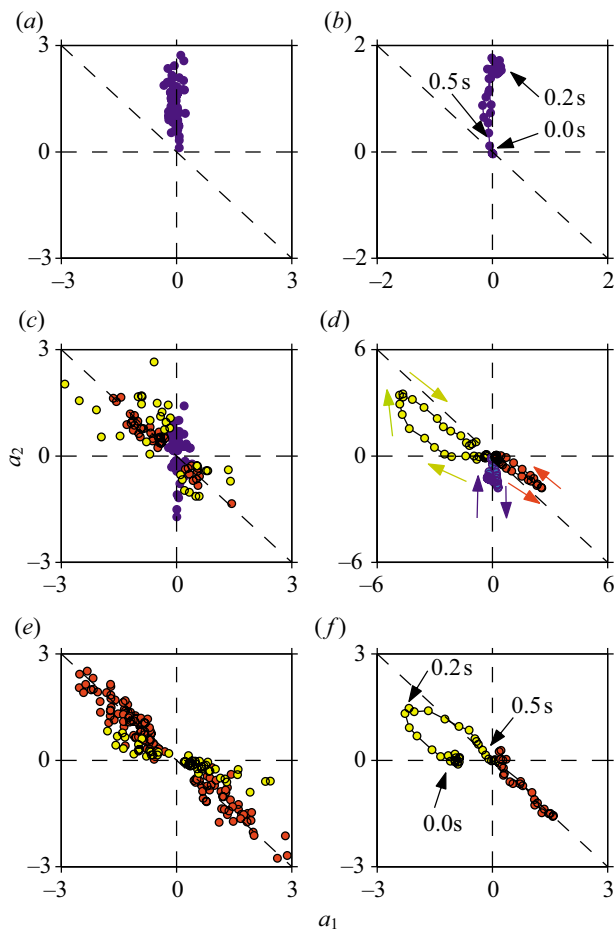 (a) (b)
3 2
0.5 s
0.2 s
0.0 s
0 0
−3 −2
−3 0 3 −2 0 2
(c) (d)
3 6
a2
0 0
−3 −6
−3 0 3 −6 0 6
(e) (f)
3 3
0.2 s
0.5 s
0 0
0.0s
−3 −3
−3 0 3 −3 0 3
a1